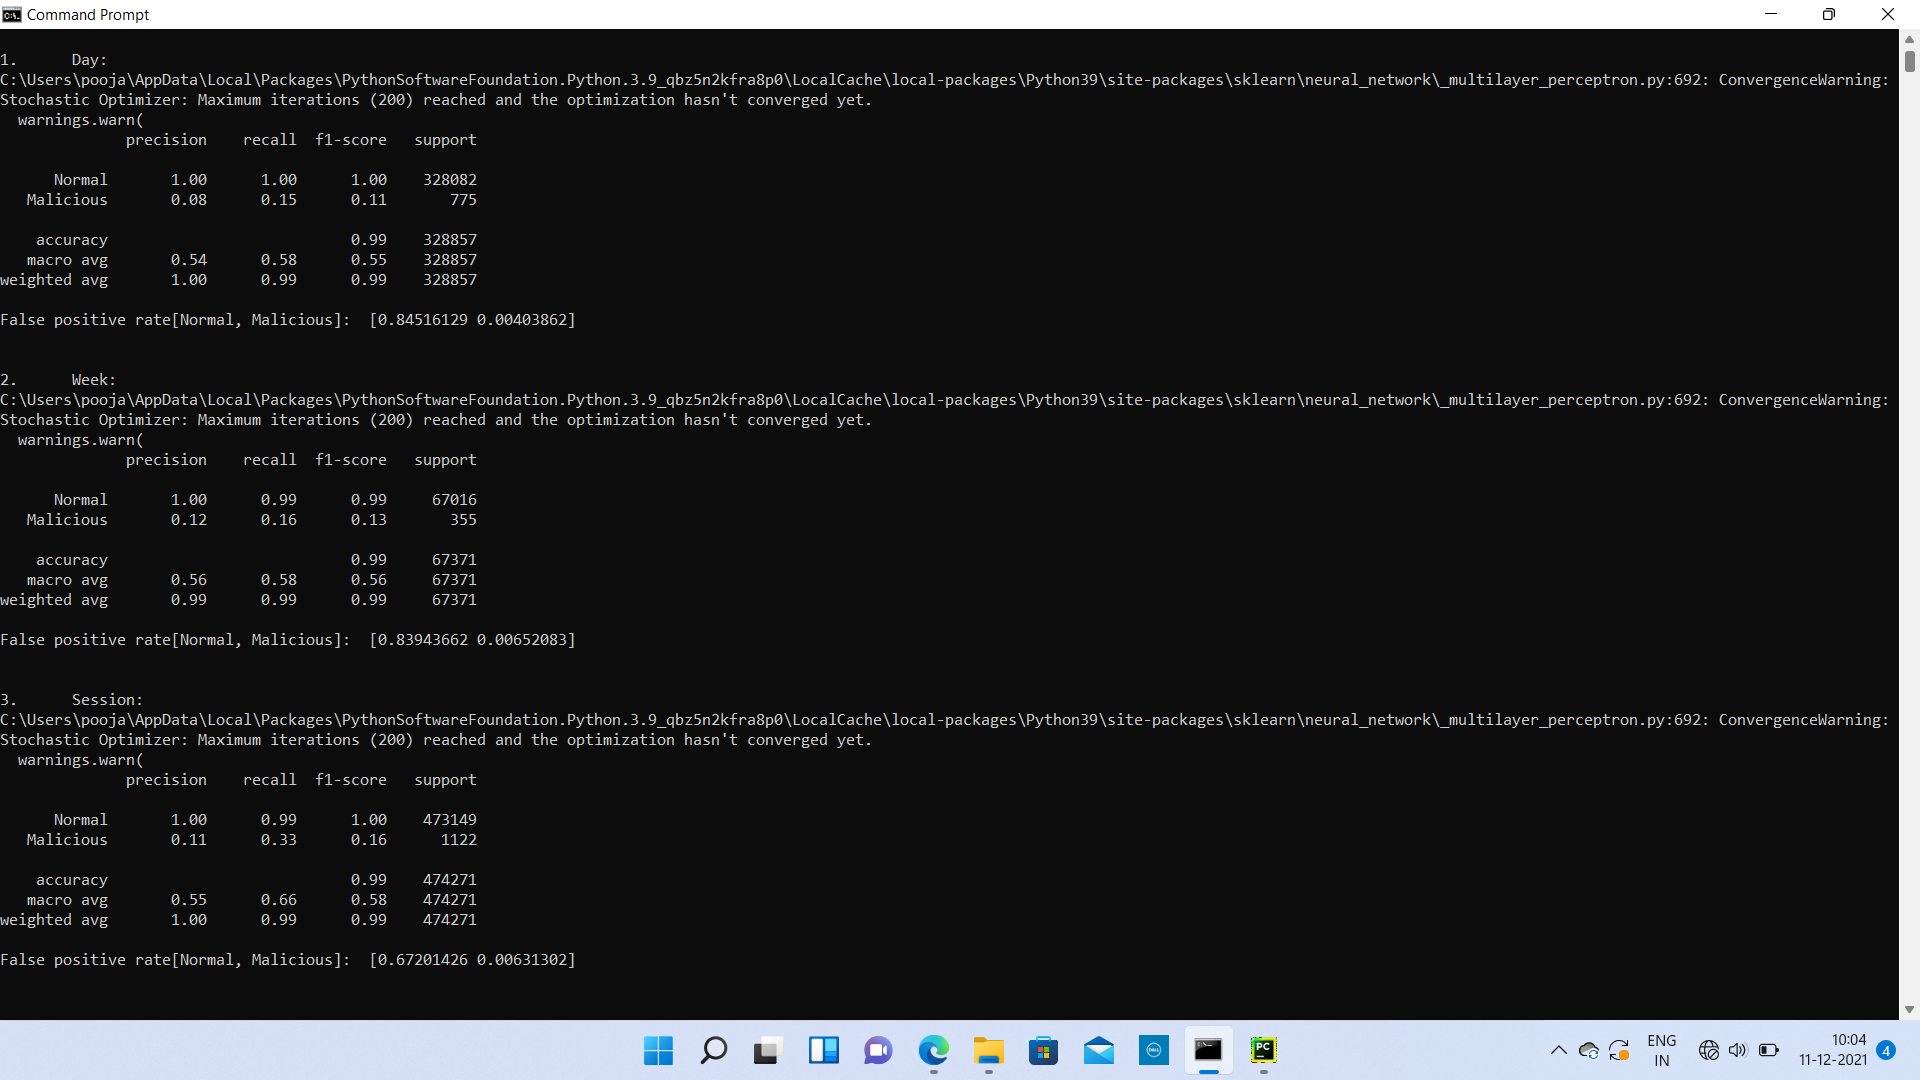 Command Prompt
1.      Day:
C:\Users\pooja\AppData\Local\Packages\PythonSoftwareFoundation.Python.3.9_qbz5n2kfra8p0\LocalCache\local-packages\Python39\site-packages\sklearn\neural_network\_multilayer_perceptron.py:692: ConvergenceWarning:
Stochastic Optimizer: Maximum iterations (200) reached and the optimization hasn't converged yet.
  warnings.warn(
              precision    recall  f1-score   support
      Normal       1.00      1.00      1.00    328082
   Malicious       0.08      0.15      0.11       775
    accuracy                           0.99    328857
   macro avg       0.54      0.58      0.55    328857
weighted avg       1.00      0.99      0.99    328857
False positive rate[Normal, Malicious]:  [0.84516129 0.00403862]
2.      Week:
C:\Users\pooja\AppData\Local\Packages\PythonSoftwareFoundation.Python.3.9_qbz5n2kfra8p0\LocalCache\local-packages\Python39\site-packages\sklearn\neural_network\_multilayer_perceptron.py:692: ConvergenceWarning:
Stochastic Optimizer: Maximum iterations (200) reached and the optimization hasn't converged yet.
  warnings.warn(
              precision    recall  f1-score   support
      Normal       1.00      0.99      0.99     67016
   Malicious       0.12      0.16      0.13       355
    accuracy                           0.99     67371
   macro avg       0.56      0.58      0.56     67371
weighted avg       0.99      0.99      0.99     67371
False positive rate[Normal, Malicious]:  [0.83943662 0.00652083]
3.      Session:
C:\Users\pooja\AppData\Local\Packages\PythonSoftwareFoundation.Python.3.9_qbz5n2kfra8p0\LocalCache\local-packages\Python39\site-packages\sklearn\neural_network\_multilayer_perceptron.py:692: ConvergenceWarning:
Stochastic Optimizer: Maximum iterations (200) reached and the optimization hasn't converged yet.
  warnings.warn(
              precision    recall  f1-score   support
      Normal       1.00      0.99      1.00    473149
   Malicious       0.11      0.33      0.16      1122
    accuracy                           0.99    474271
   macro avg       0.55      0.66      0.58    474271
weighted avg       1.00      0.99      0.99    474271
False positive rate[Normal, Malicious]:  [0.67201426 0.00631302]
DELL
PC
ENG
IN
10:04
11-12-2021
4